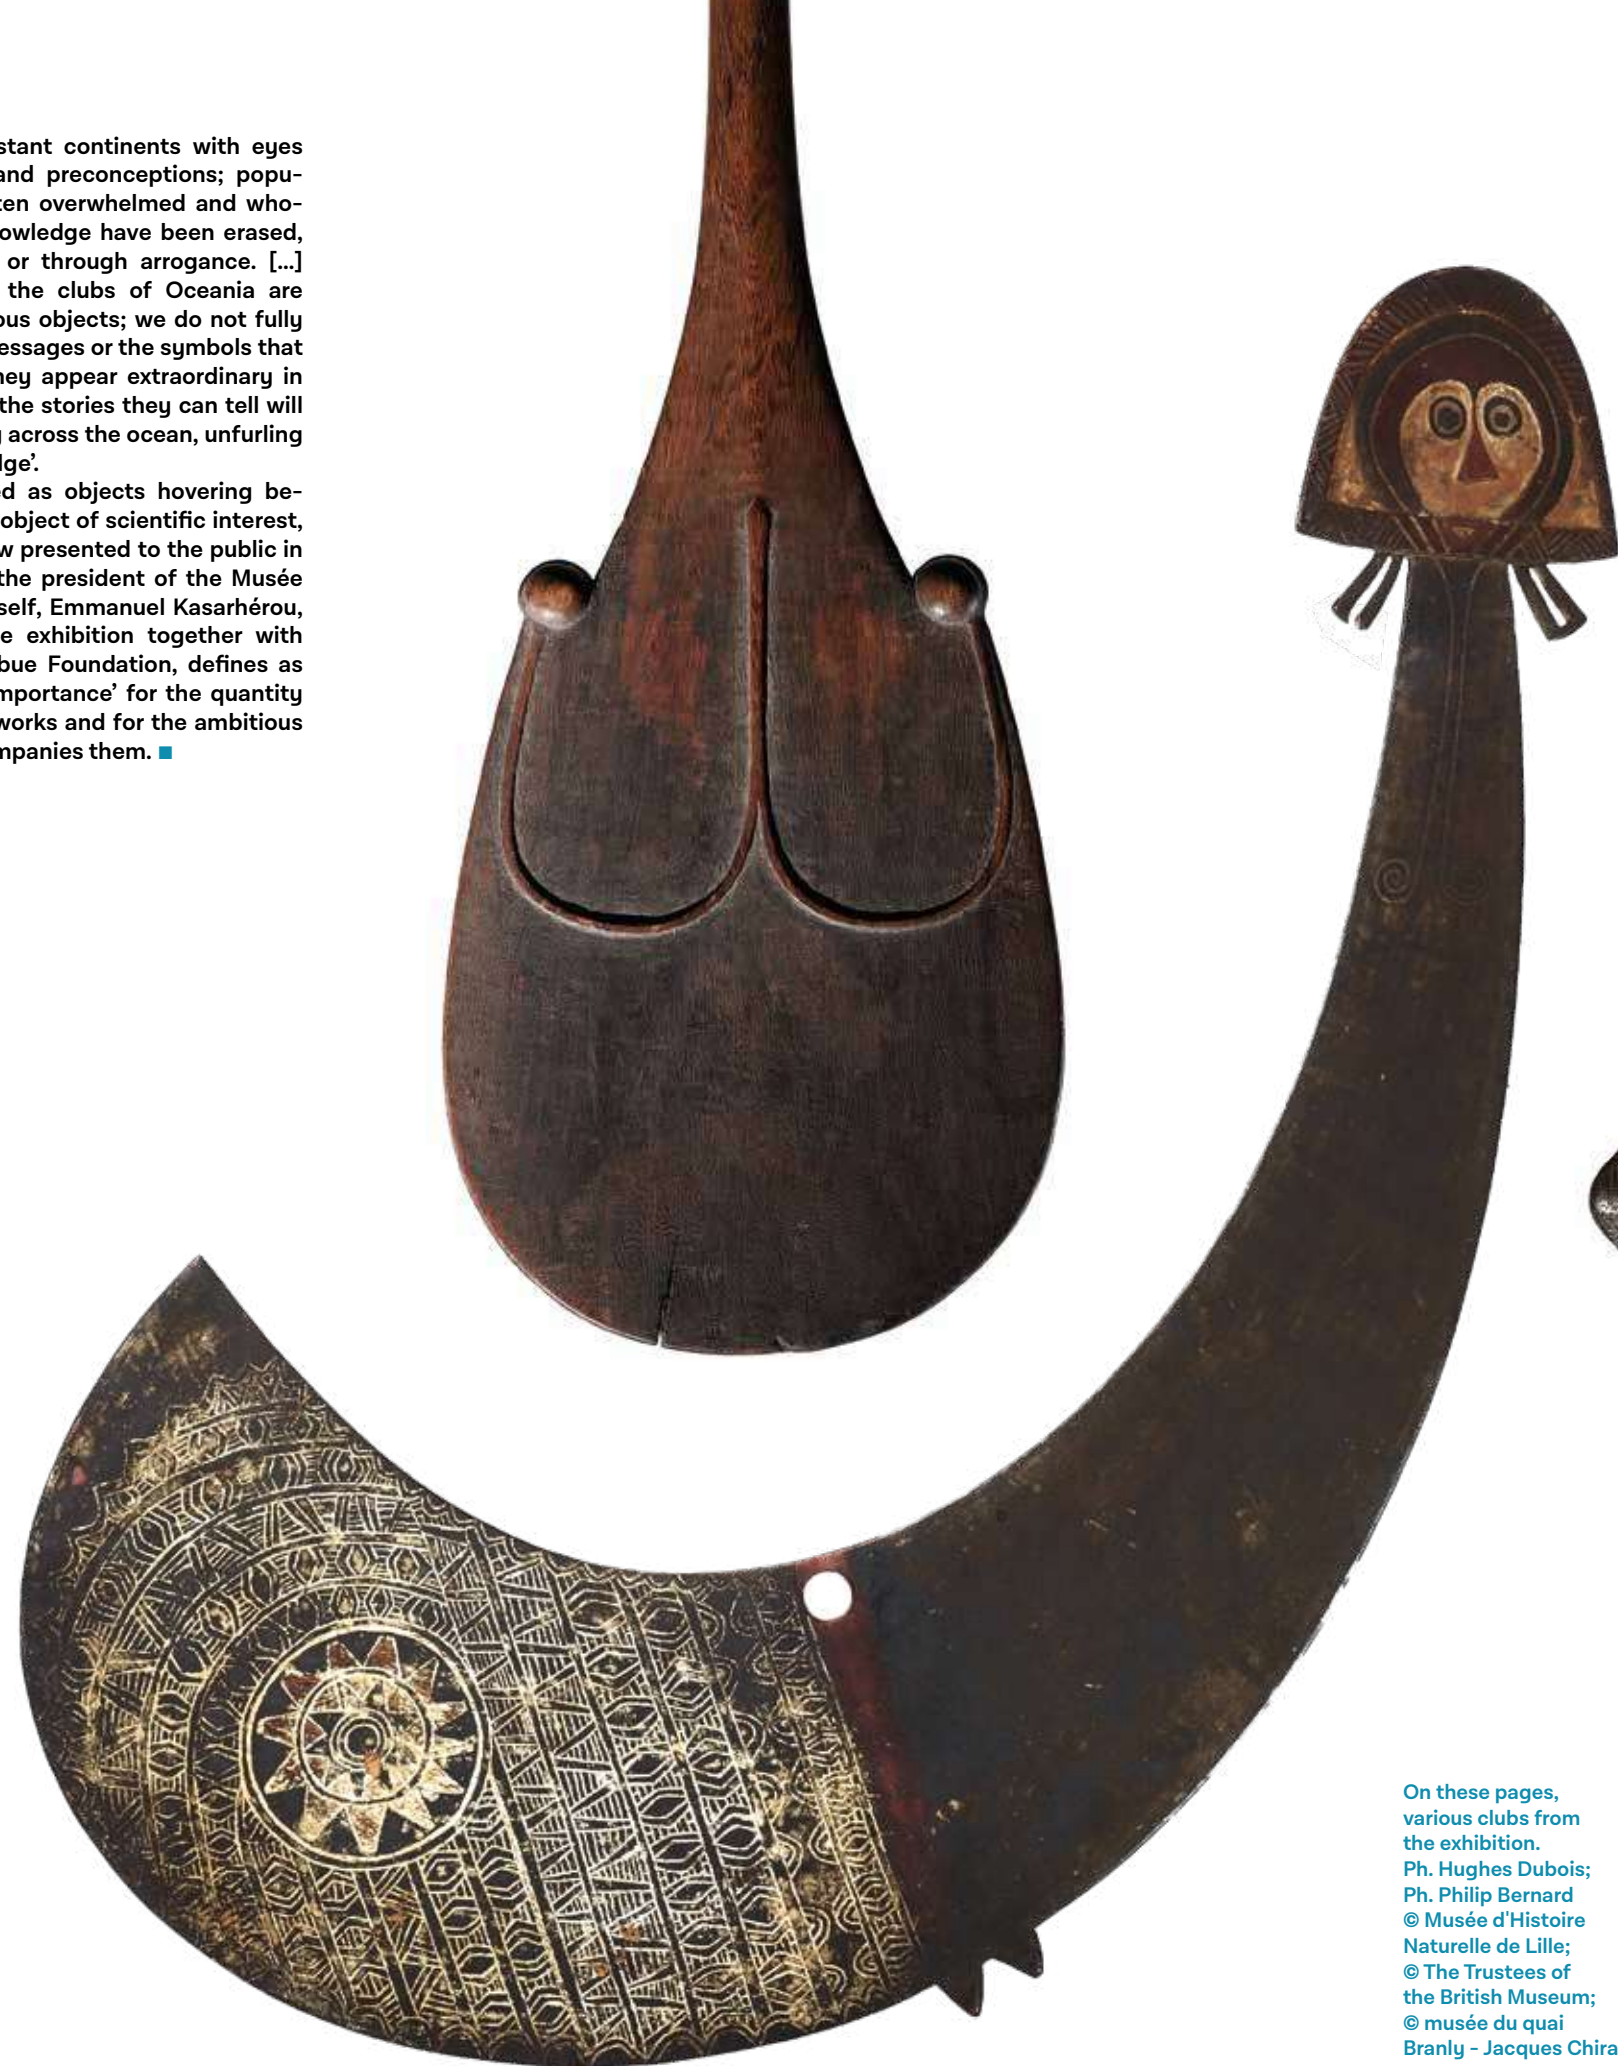 stant continents with eyes
and preconceptions; popu-
ten overwhelmed and who-
owledge have been erased,
or through arrogance. [...]
the clubs of Oceania are
ous objects; we do not fully
essages or the symbols that
hey appear extraordinary in
the stories they can tell will
g across the ocean, unfurling
dge’.
ed as objects hovering be-
object of scientific interest,
w presented to the public in
the president of the Musée
self, Emmanuel Kasarhérou,
e exhibition together with
bue Foundation, defines as
mportance’ for the quantity
works and for the ambitious
mpanies them. ■
On these pages,
various clubs from
the exhibition.
Ph. Hughes Dubois;
Ph. Philip Bernard
© Musée d'Histoire
Naturelle de Lille;
© The Trustees of
the British Museum;
© musée du quai
Branly - Jacques Chira